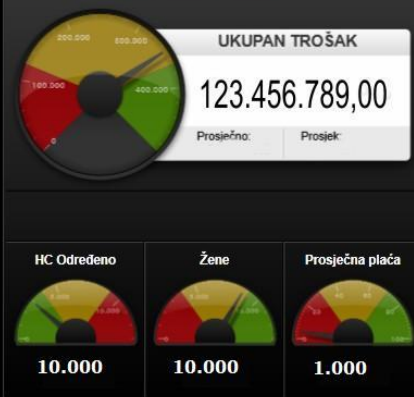 200.000
300.000
100.000
400.000
0
UKUPAN TROŠAK
123.456.789,00
Prosječno:
Prosjek:
HC Određeno
Žene
Prosječna plaća
10.000
10.000
1.000